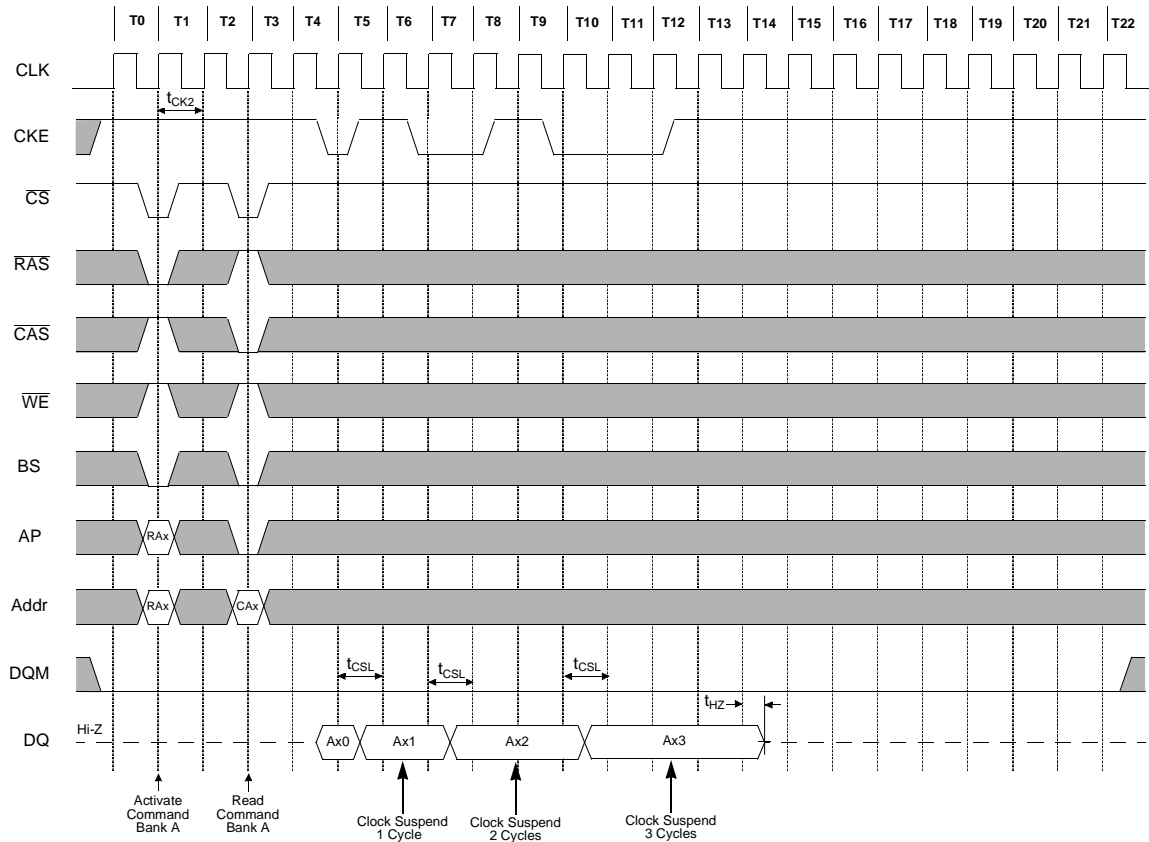 T0 T1 T2 T3 T4 T5 T6 T7 T8 T9 T10 T11 T12 T13 T14 T15 T16 T17 T18 T19 T20 T21 T22
CLK
tCK2
CKE
CS
RAS
CAS
WE
BS
AP
RAx
Addr
RAx CAx
DQM
tCSL tCSL tCSL
tHZ
DQ
Hi-Z
Ax0 Ax1 Ax2 Ax3
Activate
Command
Bank A
Read
Command
Bank A
Clock Suspend
1 Cycle
Clock Suspend
2 Cycles
Clock Suspend
3 Cycles